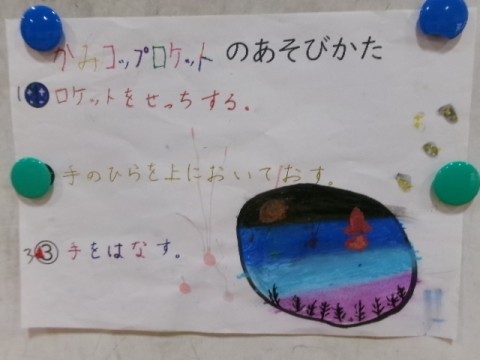 かみコップロケットのあそびかた
1 ロケットをせっちする。
手のひらを上においておす。
3 ③ 手をはなす。